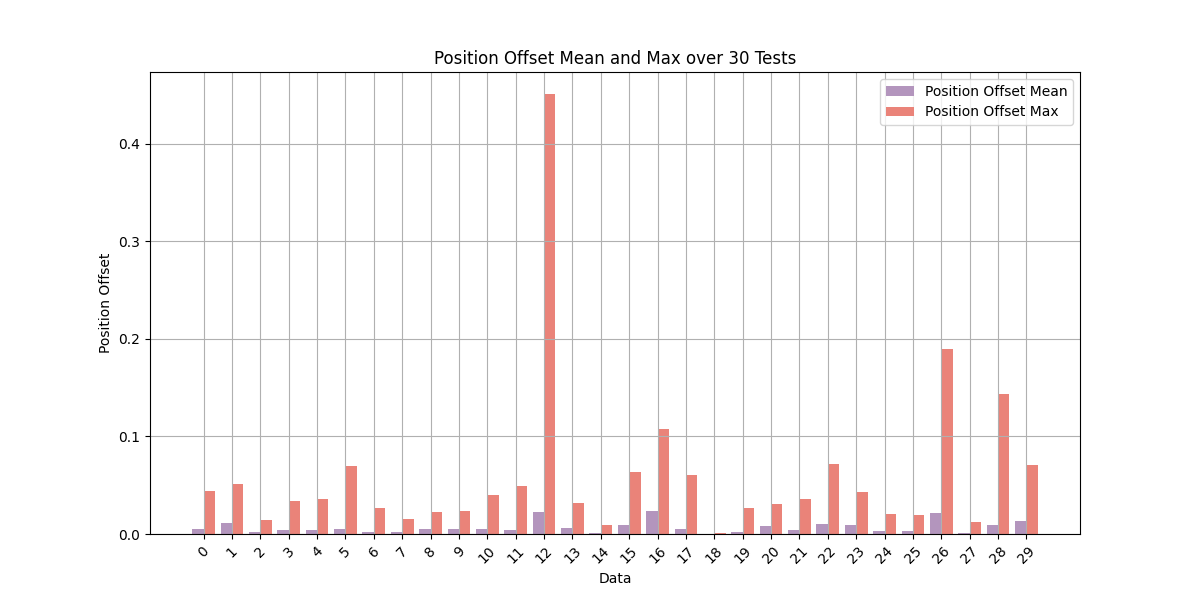 Position Offset Mean and Max over 30 Tests
Position Offset Mean
Position Offset Max
Position Offset
0.4
0.3
0.2
0.1
0.0
0 1 2 3 4 5 6 7 8 9 10 11 12 13 14 15 16 17 18 19 20 21 22 23 24 25 26 27 28 29
Data